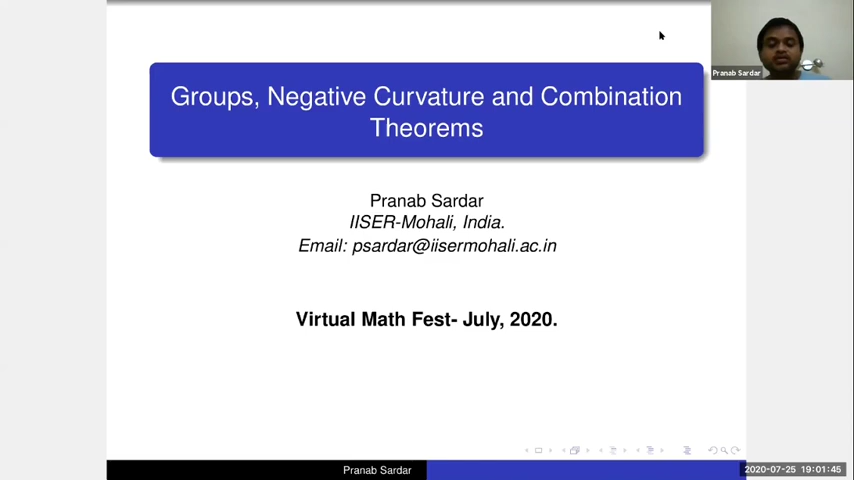 Groups, Negative Curvature and Combination
Theorems
Pranab Sardar
Pranab Sardar
IISER-Mohali, India.
Email: psardar@iisermohali.ac.in
Virtual Math Fest- July, 2020.
Pranab Sardar
2020-07-25 19:01:45